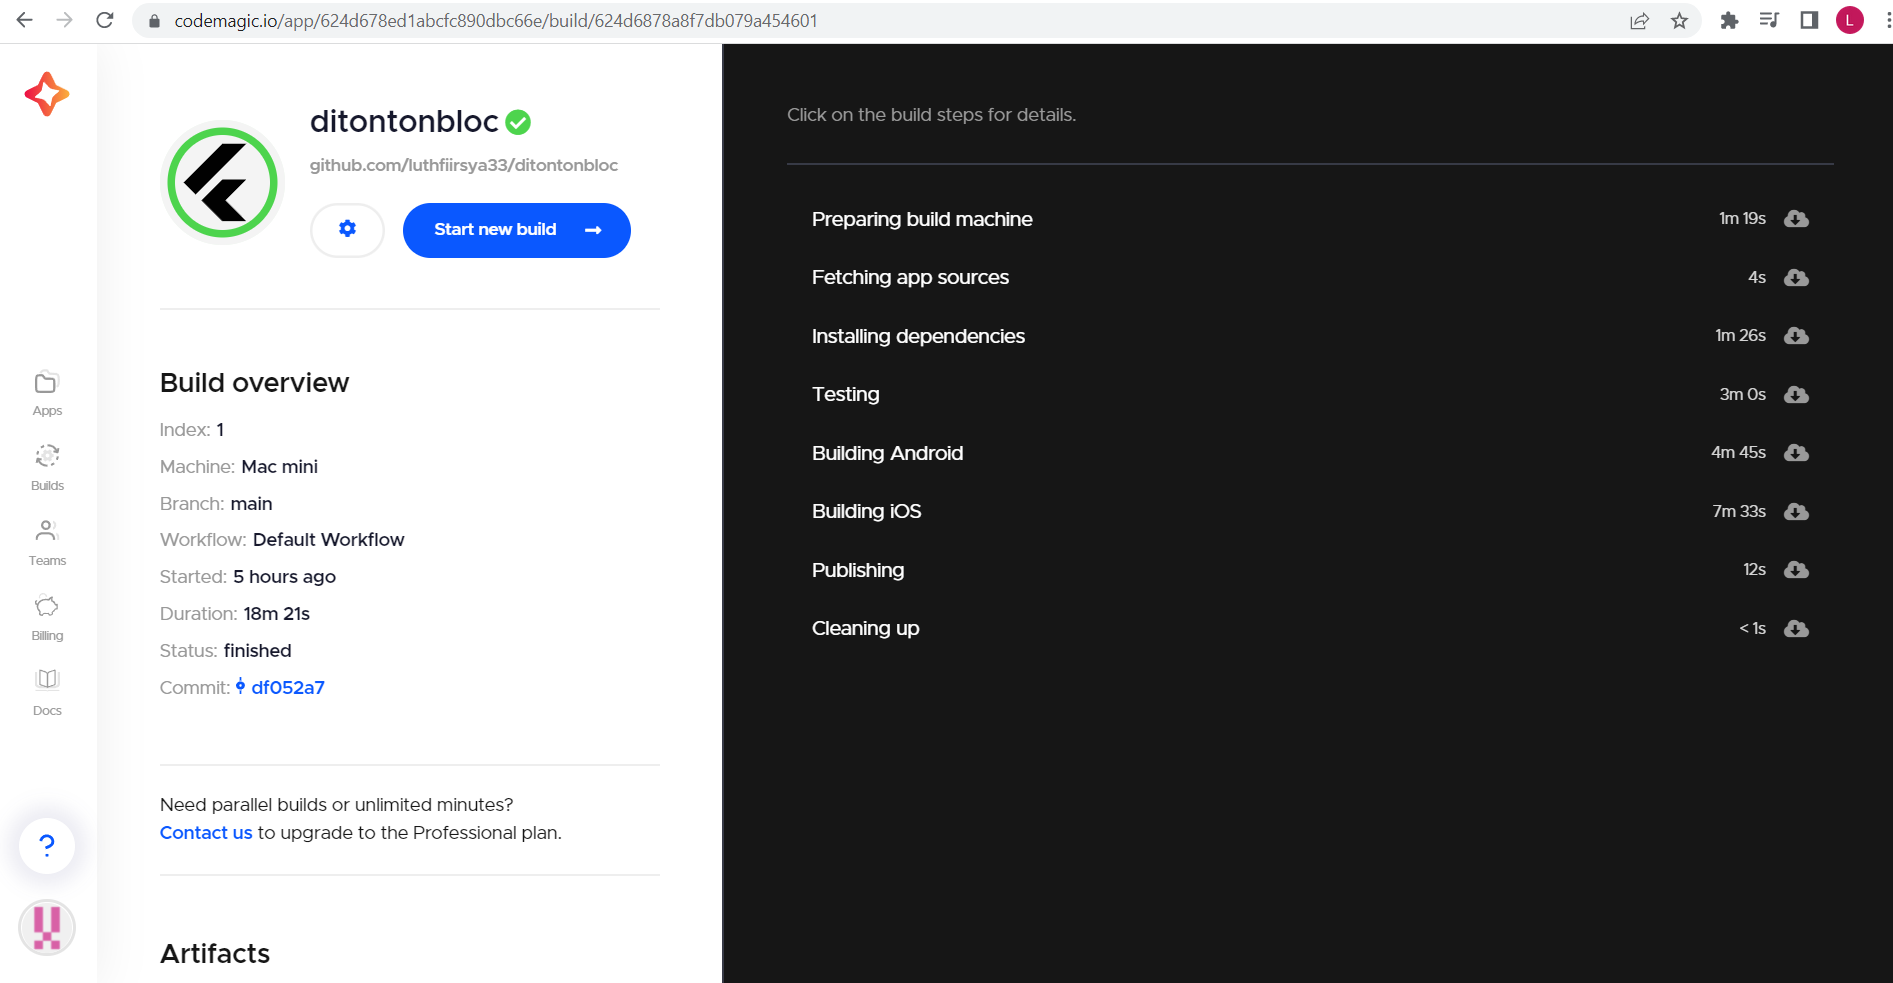 codemagic.io/app/624d678ed1abcfc890dbc66e/build/624d6878a8f7db079a454601
L
ditontonbloc
github.com/luthfiirsya33/ditontonbloc
Start new build
Build overview
Index: 1
Machine: Mac mini
Branch: main
Workflow: Default Workflow
Started: 5 hours ago
Duration: 18m 21s
Status: finished
Commit: df052a7
Need parallel builds or unlimited minutes?
Contact us to upgrade to the Professional plan.
Artifacts
Apps
Builds
Teams
Billing
Docs
?
Click on the build steps for details.
Preparing build machine 1m 19s
Fetching app sources 4s
Installing dependencies 1m 26s
Testing 3m 0s
Building Android 4m 45s
Building iOS 7m 33s
Publishing 12s
Cleaning up < 1s